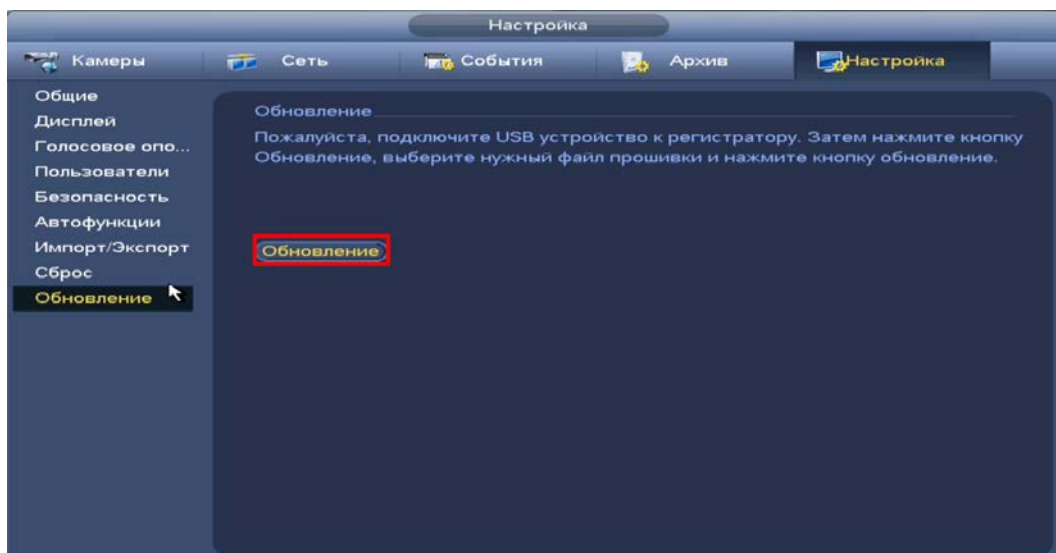 Настройка
Камеры
Сеть
События
Архив
Настройка
Общие
Дисплей
Голосовое опо...
Пользователи
Безопасность
Автофункции
Импорт/Экспорт
Сброс
Обновление
Обновление
Пожалуйста, подключите USB устройство к регистратору. Затем нажмите кнопку
Обновление, выберите нужный файл прошивки и нажмите кнопку обновление.
Обновление